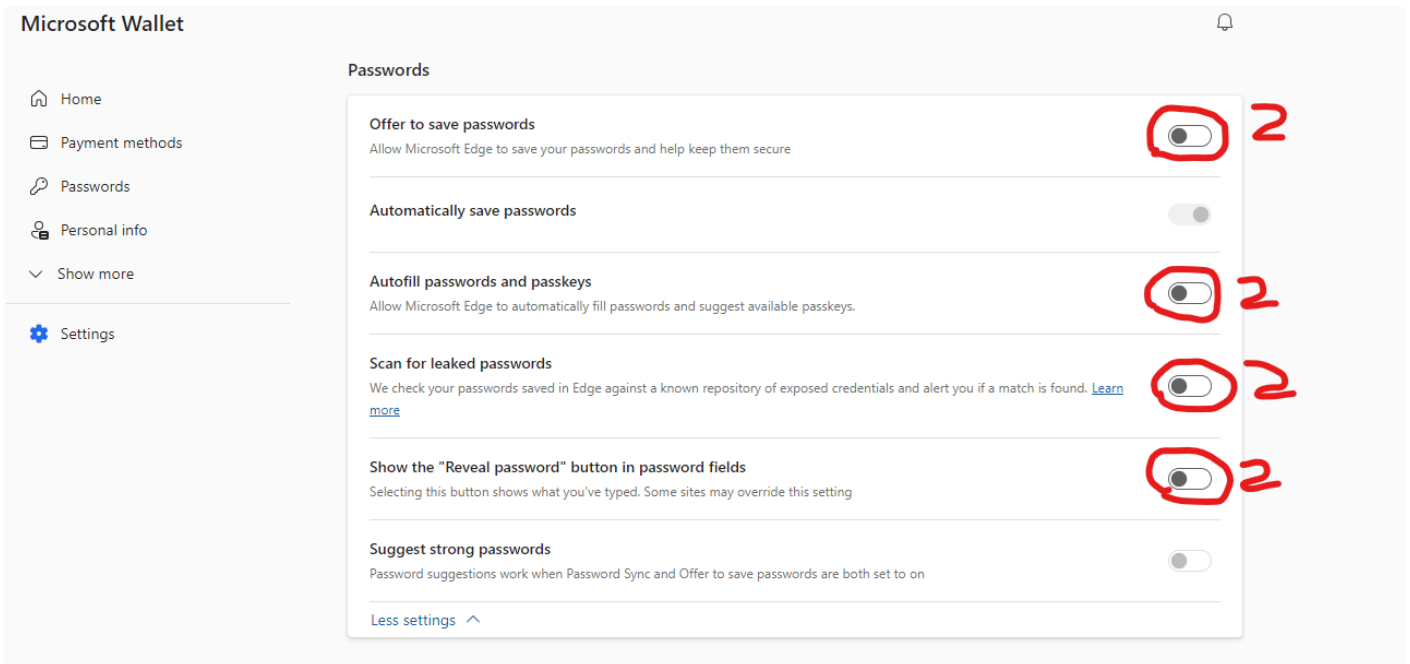 Microsoft Wallet
Home
Payment methods
Passwords
Personal info
Show more
Settings
Passwords
Offer to save passwords
Allow Microsoft Edge to save your passwords and help keep them secure
2
Automatically save passwords
Autofill passwords and passkeys
Allow Microsoft Edge to automatically fill passwords and suggest available passkeys.
2
Scan for leaked passwords
We check your passwords saved in Edge against a known repository of exposed credentials and alert you if a match is found. Learn
more
2
Show the "Reveal password" button in password fields
Selecting this button shows what you've typed. Some sites may override this setting
2
Suggest strong passwords
Password suggestions work when Password Sync and Offer to save passwords are both set to on
Less settings